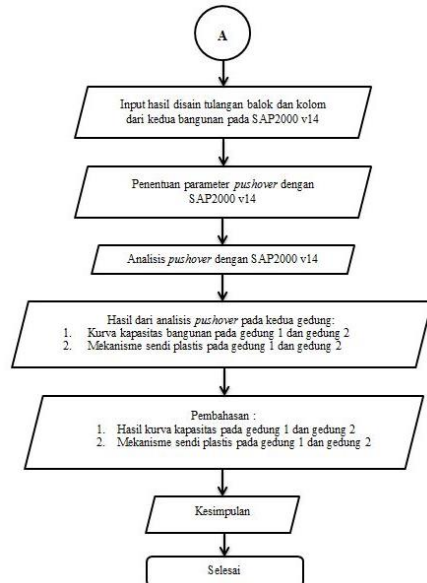 A
Input hasil disain tulangan balok dan kolom
dari kedua bangunan pada SAP2000 v14
Penentuan parameter pushover dengan
SAP2000 v14
Analisis pushover dengan SAP2000 v14
Hasil dari analisis pushover pada kedua gedung:
1. Kurva kapasitas bangunan pada gedung 1 dan gedung 2
2. Mekanisme sendi plastis pada gedung 1 dan gedung 2
Pembahasan :
1. Hasil kurva kapasitas pada gedung 1 dan gedung 2
2. Mekanisme sendi plastis pada gedung 1 dan gedung 2
Kesimpulan
Selesai